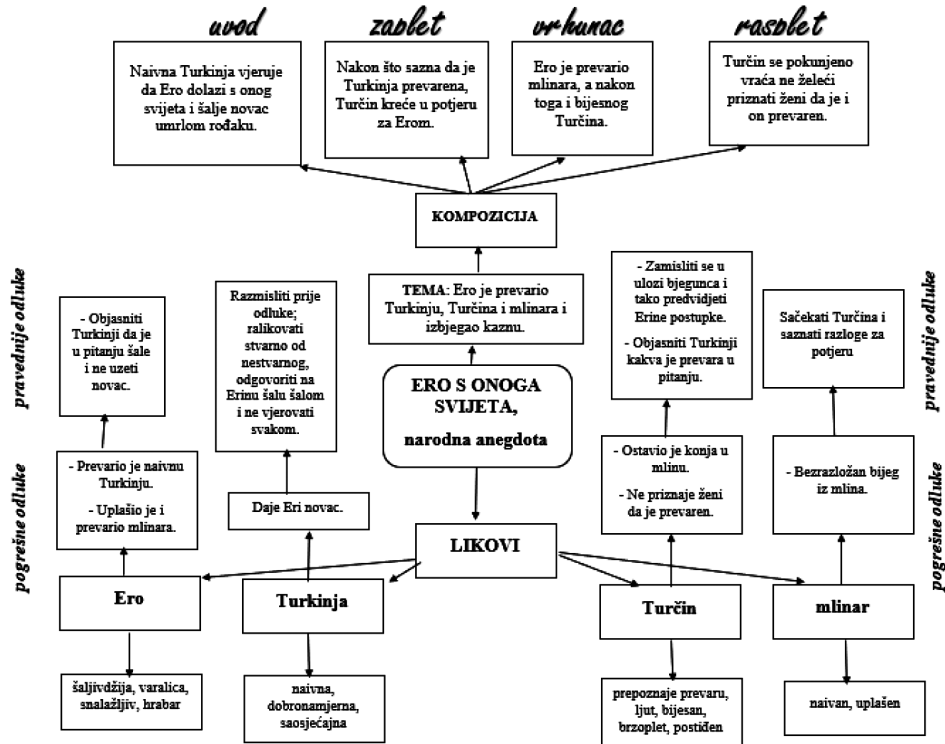 uvod
zaplet
vrhunac
rasplet
Naivna Turkinja vjeruje
da Ero dolazi s onog
svijeta i šalje novac
umrlom rođaku.
Nakon što sazna da je
Turkinja prevarena,
Turčin kreće u potjeru
za Erom.
Ero je prevario
mlinara, a nakon
toga i bijesnog
Turčina.
Turčin se pokunjeno
vraća ne želeći
priznati ženi da je i
on prevaren.
KOMPOZICIJA
TEMA: Ero je prevario
Turkinju, Turčina i mlinara i
izbjegao kaznu.
pravednije odluke
- Objasniti
Turkinji da je
u pitanju šale
i ne uzeti
novac.
Razmisliti prije
odluke;
ralikovati
stvarno od
nestvarnog,
odgovoriti na
Erinu šalu šalom
i ne vjerovati
svakom.
- Zamisliti se u
ulozi bjegunca i
tako predvidjeti
Erine postupke.
- Objasniti Turkinji
kakva je prevara u
pitanju.
Sačekati Turčina i
saznati razloge za
potjeru
pravednije odluke
ERO S ONOGA
SVIJETA,
narodna anegdota
pogrešne odluke
- Prevario je naivnu
Turkinju.
- Uplašio je i
prevario mlinara.
Daje Eri novac.
- Ostavio je konja u
mlinu.
- Ne priznaje ženi
da je prevaren.
- Bezrazložan bijeg
iz mlina.
pogrešne odluke
LIKOVI
Ero
Turkinja
Turčin
mlinar
šaljivdžija, varalica,
snalažljiv, hrabar
naivna,
dobronamjerna,
saosjećajna
prepoznaje prevaru,
ljut, bijesan,
brzoplet, postiđen
naivan, uplašen